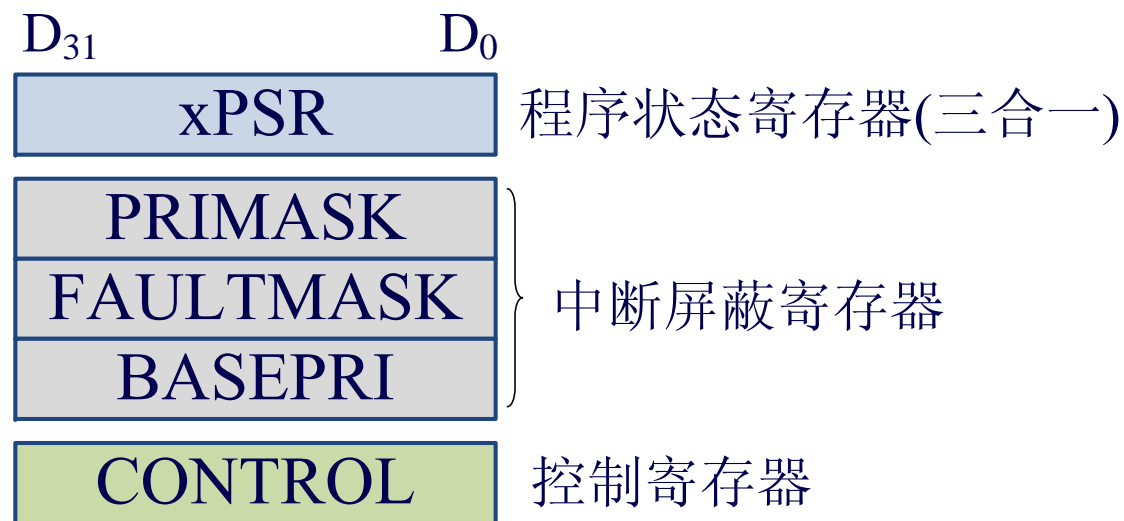 D31 D0
xPSR 程序状态寄存器(三合一)
PRIMASK
FAULTMASK 中断屏蔽寄存器
BASEPRI
CONTROL 控制寄存器